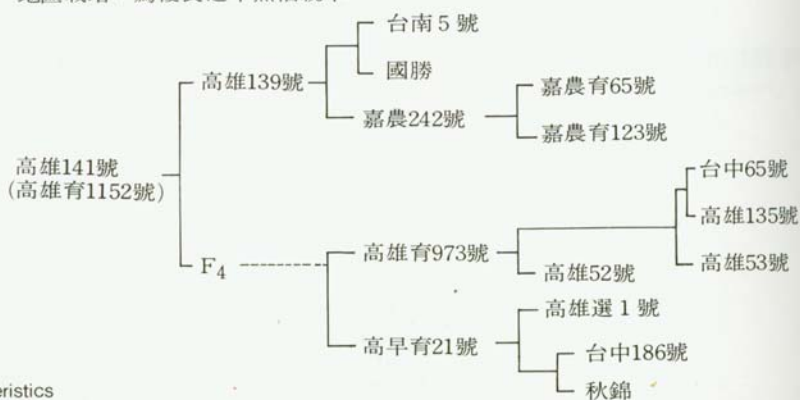 台南5號
高雄139號
國勝
嘉農242號
嘉農育65號
嘉農育123號
高雄141號
(高雄育1152號)
台中65號
高雄135號
高雄53號
F4
高雄育973號
高雄52號
高雄選1號
高早育21號
台中186號
秋錦
eristics